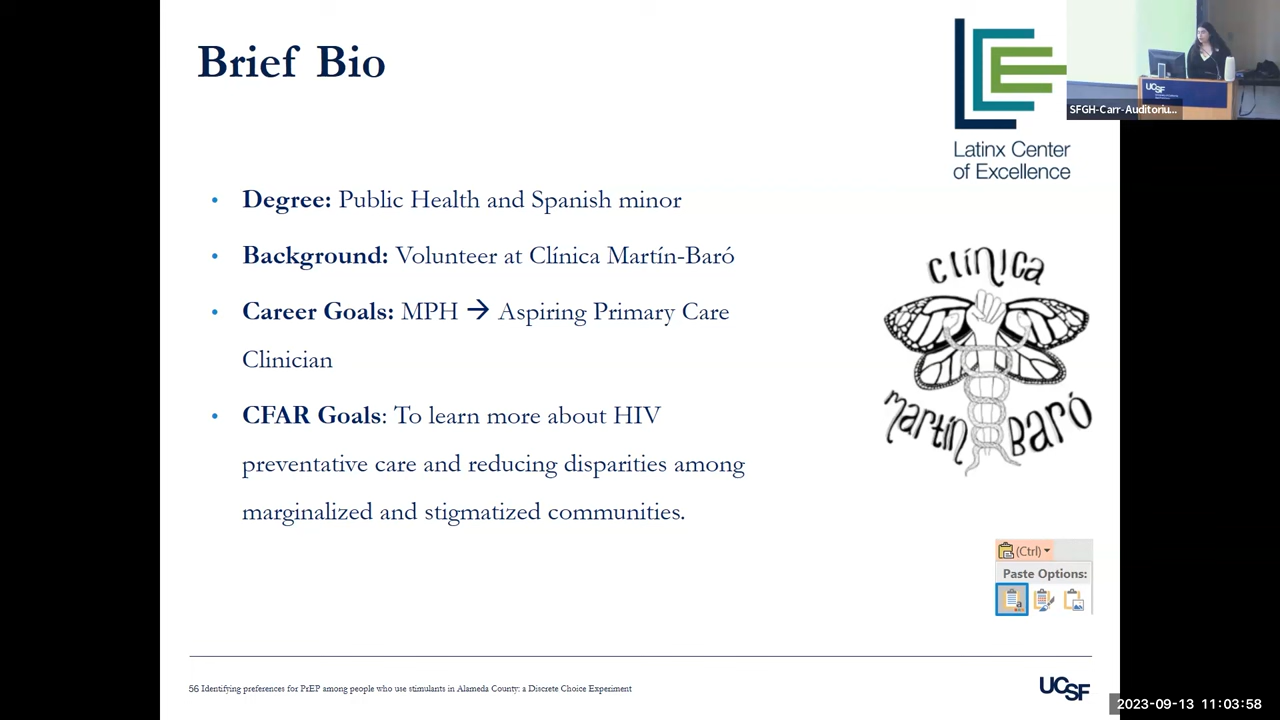 Brief Bio
Latinx Center
of Excellence
UCSF
SFGH-Carr-Auditoriu...
• Degree: Public Health and Spanish minor
• Background: Volunteer at Clínica Martín-Baró
• Career Goals: MPH → Aspiring Primary Care
Clinician
• CFAR Goals: To learn more about HIV
preventative care and reducing disparities among
marginalized and stigmatized communities.
clínica
martín Baró
(Ctrl)
Paste Options:
56 Identifying preferences for PrEP among people who use stimulants in Alameda County: a Discrete Choice Experiment
UCSF
2023-09-13 11:03:58